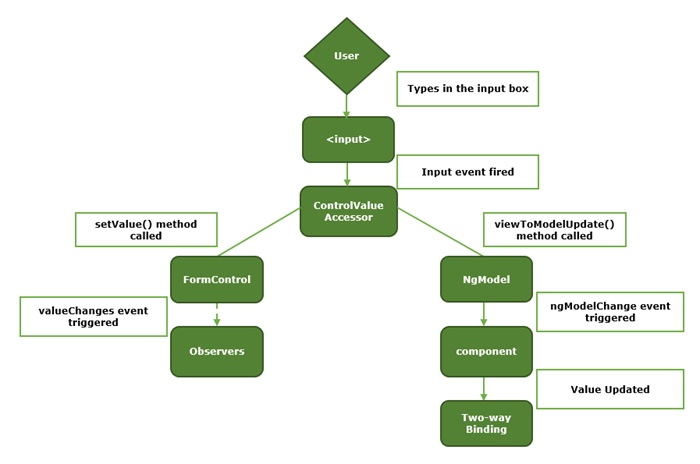 User
Types in the input box
<input>
Input event fired
ControlValue
Accessor
setValue() method
called
viewToModelUpdate()
method called
FormControl
NgModel
valueChanges event
triggered
ngModelChange event
triggered
Observers
component
Value Updated
Two-way
Binding